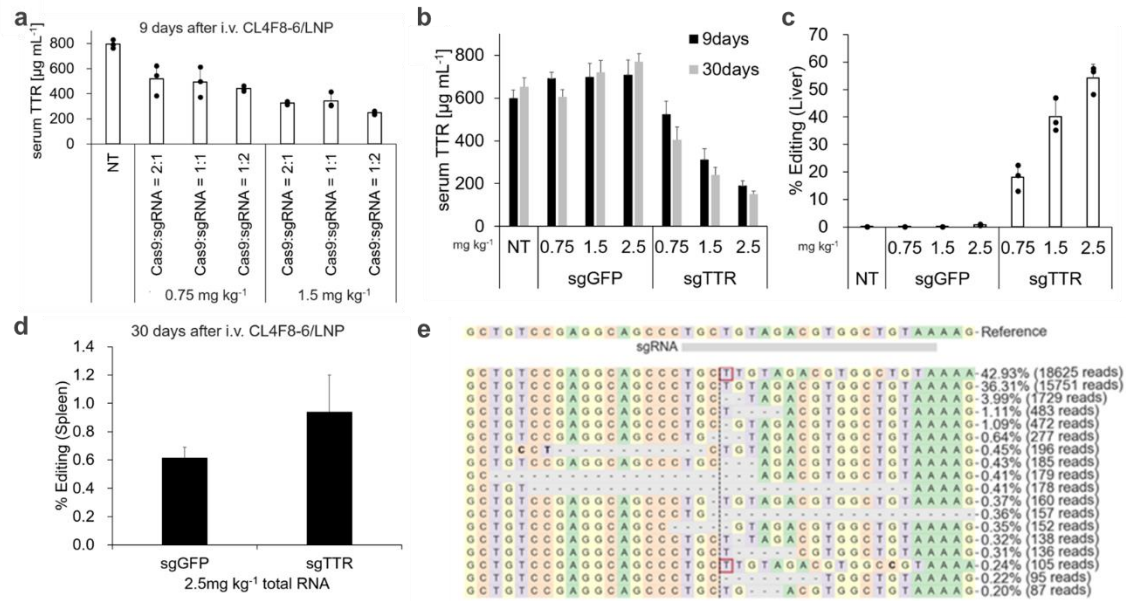 a
9 days after i.v. CL4F8-6/LNP
serum TTR [µg mL-1]
800
600
400
200
0
NT
Cas9:sgRNA = 2:1
Cas9:sgRNA = 1:1
Cas9:sgRNA = 1:2
Cas9:sgRNA = 2:1
Cas9:sgRNA = 1:1
Cas9:sgRNA = 1:2
0.75 mg kg-1
1.5 mg kg-1
b
serum TTR [µg mL-1]
800
600
400
200
0
9days
30days
mg kg-1
NT
0.75
1.5
2.5
0.75
1.5
2.5
sgGFP
sgTTR
c
% Editing (Liver)
70
60
50
40
30
20
10
0
mg kg-1
NT
0.75
1.5
2.5
0.75
1.5
2.5
sgGFP
sgTTR
d
30 days after i.v. CL4F8-6/LNP
% Editing (Spleen)
1.4
1.2
1.0
0.8
0.6
0.4
0.2
0.0
sgGFP
sgTTR
2.5mg kg-1 total RNA
e
G C T G T C C G A G G C A G C C C T G C T G T A G A C G T G G C T G T A A A A G -Reference
sgRNA
G C T G T C C G A G G C A G C C C T G C T T G T A G A C G T G G C T G T A A A A -42.93% (18625 reads)
G C T G T C C G A G G C A G C C C T G C T G T A G A C G T G G C T G T A A A A G -36.31% (15751 reads)
-3.99% (1729 reads)
-1.11% (483 reads)
-1.09% (472 reads)
-0.64% (277 reads)
-0.45% (196 reads)
-0.43% (185 reads)
-0.41% (179 reads)
-0.41% (178 reads)
-0.37% (160 reads)
-0.36% (157 reads)
-0.35% (152 reads)
-0.32% (138 reads)
-0.31% (136 reads)
-0.24% (105 reads)
-0.22% (95 reads)
-0.20% (87 reads)